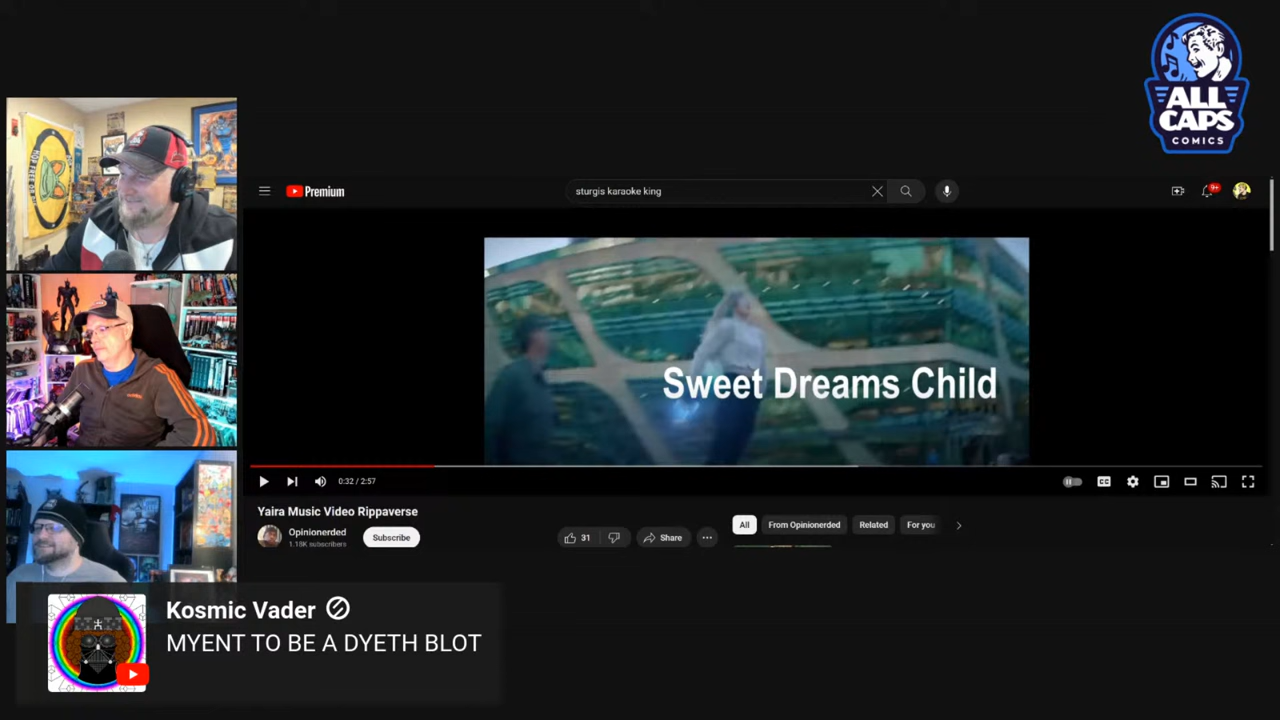 ALL
CAPS
COMICS
Premium
sturgis karaoke king
9+
Sweet Dreams Child
0:32 / 2:57
CC
Yaira Music Video Rippaverse
Opinionerded
1.18K subscribers
Subscribe
31
Share
All
From Opinionerded
Related
For you
Kosmic Vader
MYENT TO BE A DYETH BLOT